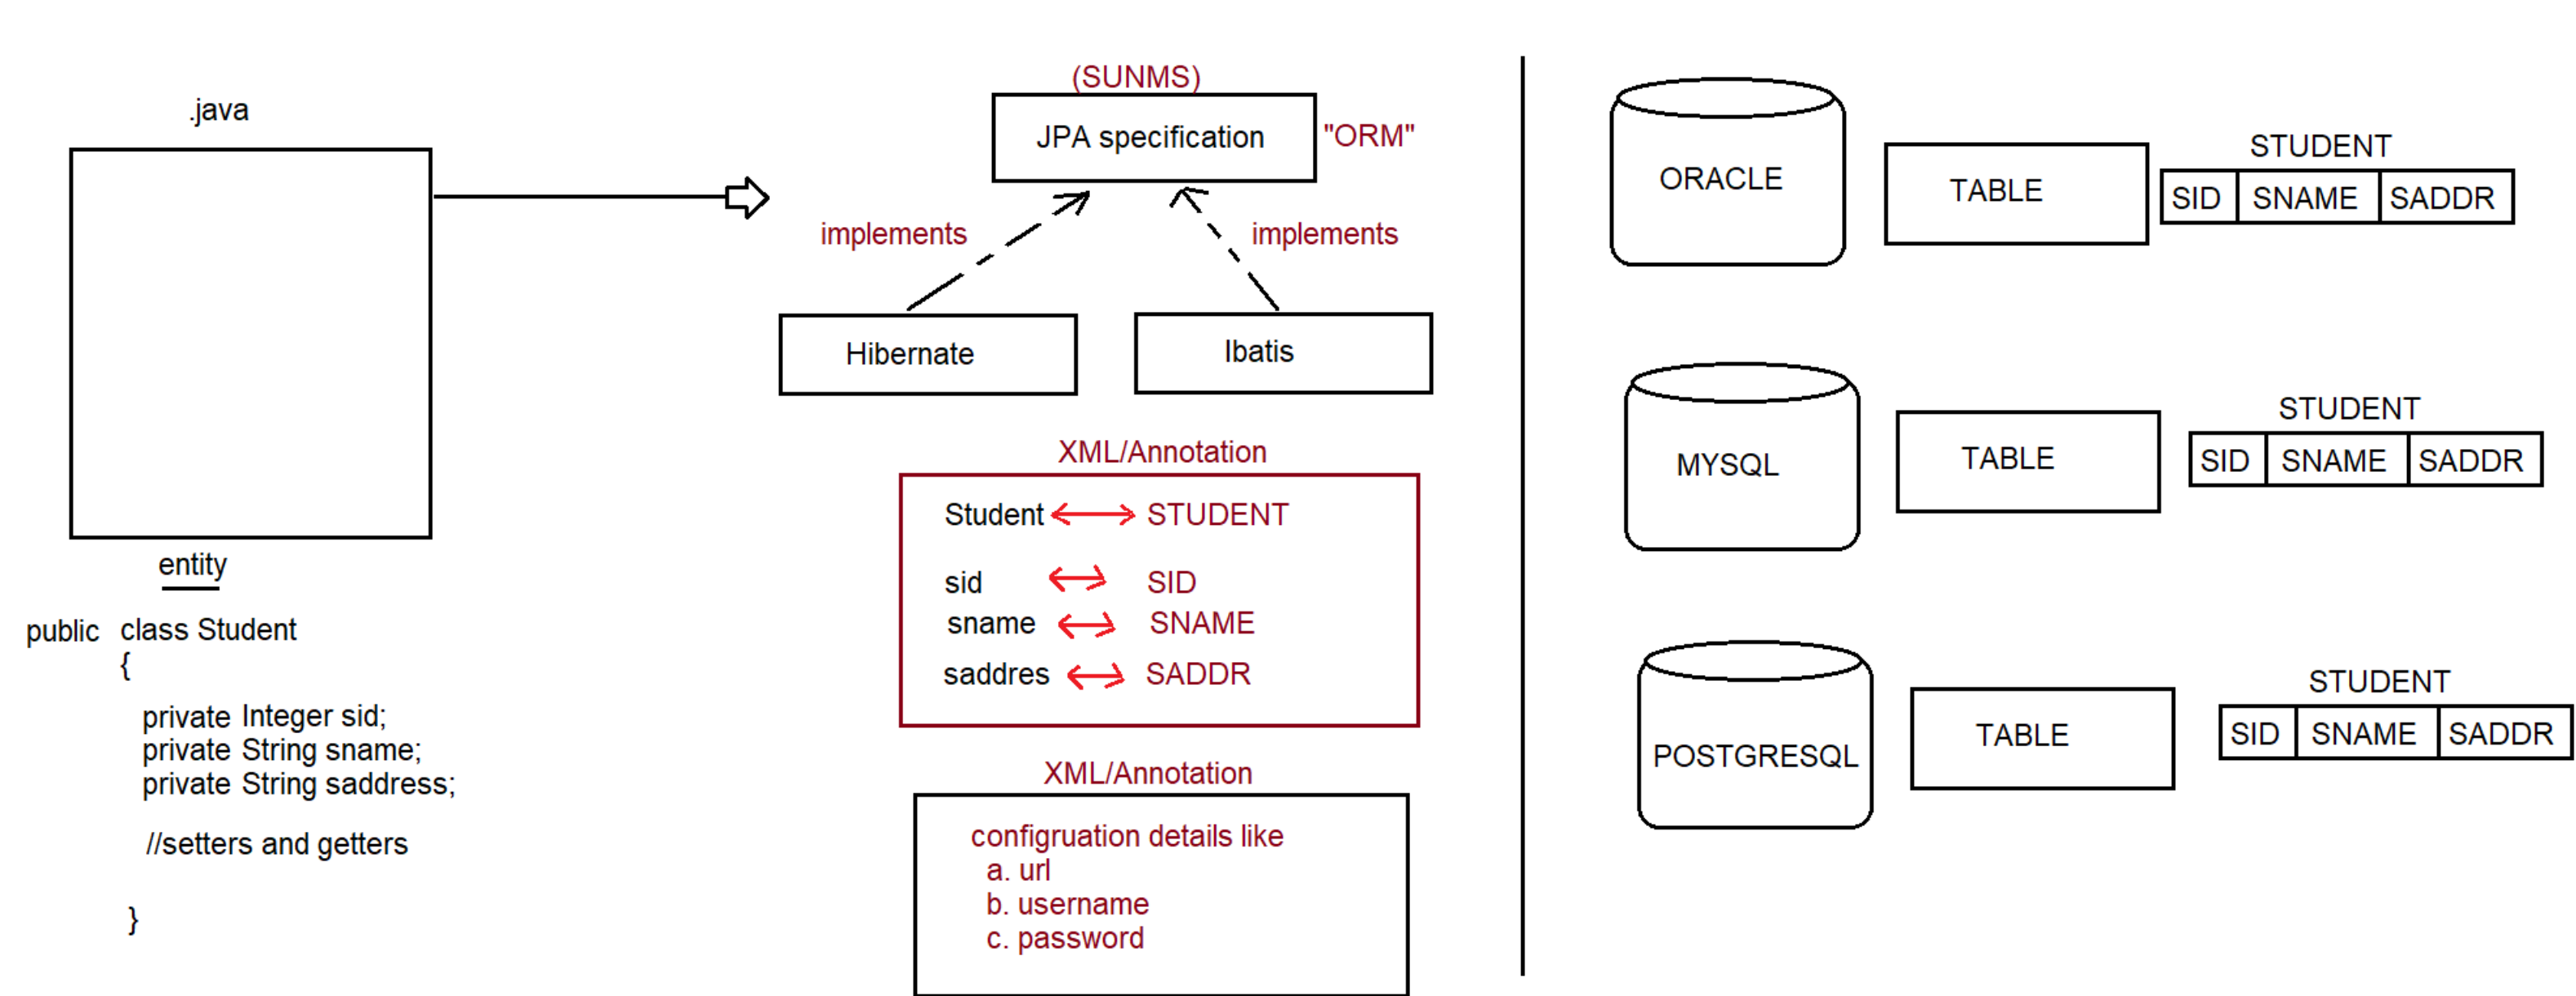 .java
entity
public class Student
{
private Integer sid;
private String sname;
private String saddress;
//setters and getters
}
(SUNMS)
JPA specification "ORM"
implements implements
Hibernate Ibatis
XML/Annotation
Student STUDENT
sid SID
sname SNAME
saddres SADDR
XML/Annotation
configruation details like
a. url
b. username
c. password
ORACLE
TABLE
STUDENT
SID SNAME SADDR
MYSQL
TABLE
STUDENT
SID SNAME SADDR
POSTGRESQL
TABLE
STUDENT
SID SNAME SADDR